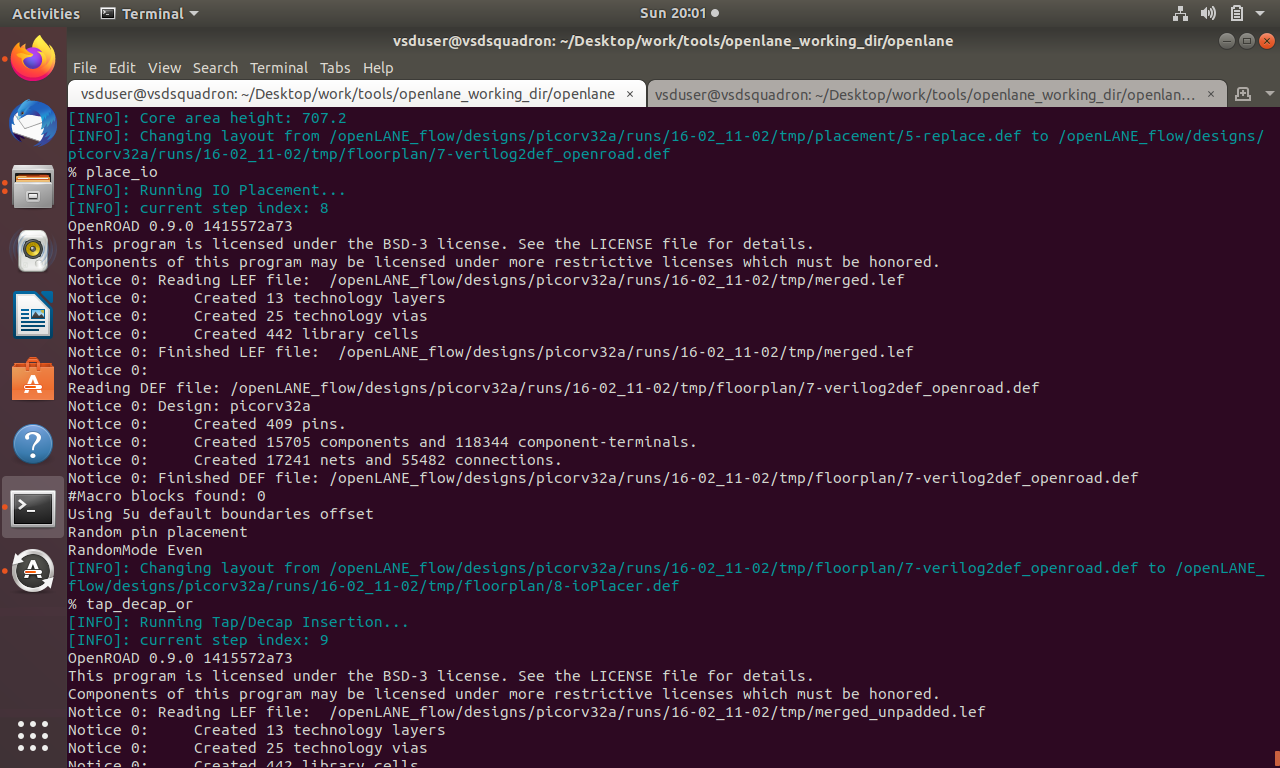 Activities Terminal Sun 20:01
vsduser@vsdsquadron: ~/Desktop/work/tools/openlane_working_dir/openlane
File Edit View Search Terminal Tabs Help
vsduser@vsdsquadron: ~/Desktop/work/tools/openlane_working_dir/openlane × vsduser@vsdsquadron: ~/Desktop/work/tools/openlane_working_dir/openlan... ×
[INFO]: Core area height: 707.2
[INFO]: Changing layout from /openLANE_flow/designs/picorv32a/runs/16-02_11-02/tmp/placement/5-replace.def to /openLANE_flow/designs/
picorv32a/runs/16-02_11-02/tmp/floorplan/7-verilog2def_openroad.def
% place_io
[INFO]: Running IO Placement...
[INFO]: current step index: 8
OpenROAD 0.9.0 1415572a73
This program is licensed under the BSD-3 license. See the LICENSE file for details.
Components of this program may be licensed under more restrictive licenses which must be honored.
Notice 0: Reading LEF file:  /openLANE_flow/designs/picorv32a/runs/16-02_11-02/tmp/merged.lef
Notice 0:     Created 13 technology layers
Notice 0:     Created 25 technology vias
Notice 0:     Created 442 library cells
Notice 0: Finished LEF file:  /openLANE_flow/designs/picorv32a/runs/16-02_11-02/tmp/merged.lef
Notice 0:
Reading DEF file: /openLANE_flow/designs/picorv32a/runs/16-02_11-02/tmp/floorplan/7-verilog2def_openroad.def
Notice 0: Design: picorv32a
Notice 0:     Created 409 pins.
Notice 0:     Created 15705 components and 118344 component-terminals.
Notice 0:     Created 17241 nets and 55482 connections.
Notice 0: Finished DEF file: /openLANE_flow/designs/picorv32a/runs/16-02_11-02/tmp/floorplan/7-verilog2def_openroad.def
#Macro blocks found: 0
Using 5u default boundaries offset
Random pin placement
RandomMode Even
[INFO]: Changing layout from /openLANE_flow/designs/picorv32a/runs/16-02_11-02/tmp/floorplan/7-verilog2def_openroad.def to /openLANE_
flow/designs/picorv32a/runs/16-02_11-02/tmp/floorplan/8-ioPlacer.def
% tap_decap_or
[INFO]: Running Tap/Decap Insertion...
[INFO]: current step index: 9
OpenROAD 0.9.0 1415572a73
This program is licensed under the BSD-3 license. See the LICENSE file for details.
Components of this program may be licensed under more restrictive licenses which must be honored.
Notice 0: Reading LEF file:  /openLANE_flow/designs/picorv32a/runs/16-02_11-02/tmp/merged_unpadded.lef
Notice 0:     Created 13 technology layers
Notice 0:     Created 25 technology vias
Notice 0:     Created 442 library cells